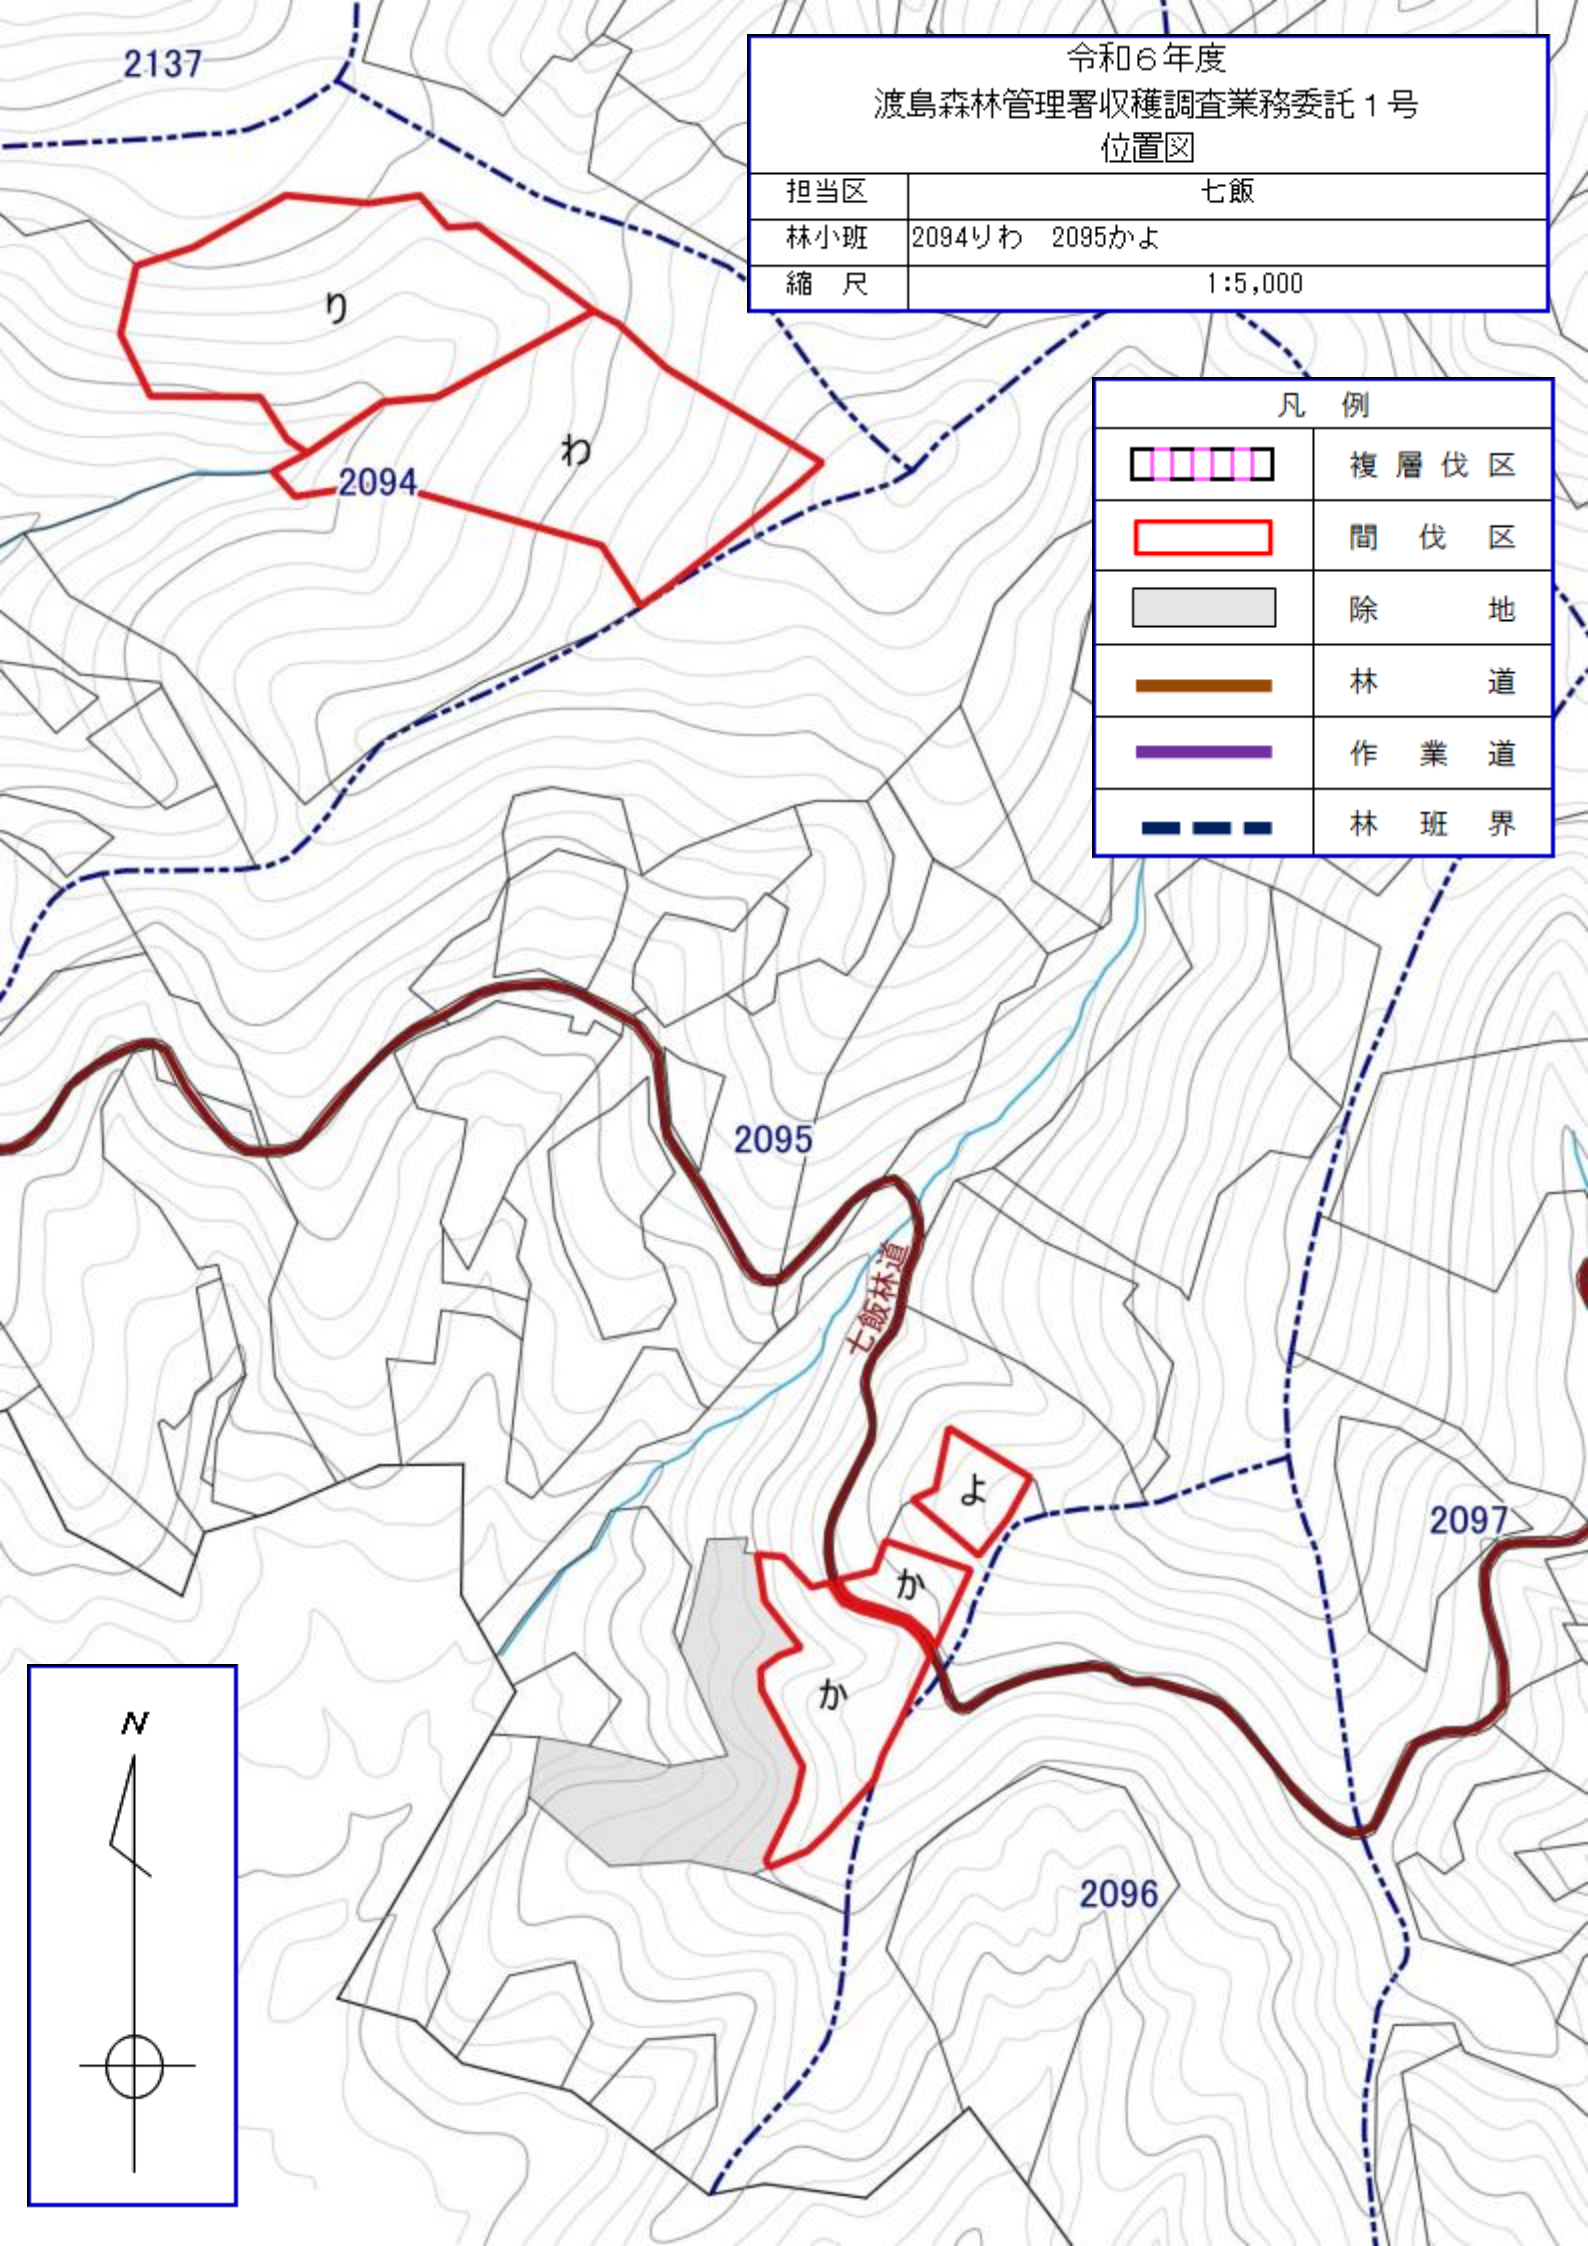 2137
令和６年度
渡島森林管理署収穫調査業務委託１号
位置図
担当区 七飯
林小班 2094りわ　2095かよ
縮　尺 1:5,000
り
わ
2094
凡　例
複層伐区
間伐区
除地
林道
作業道
林班界
2095
七飯林道
よ
2097
か
か
N
2096